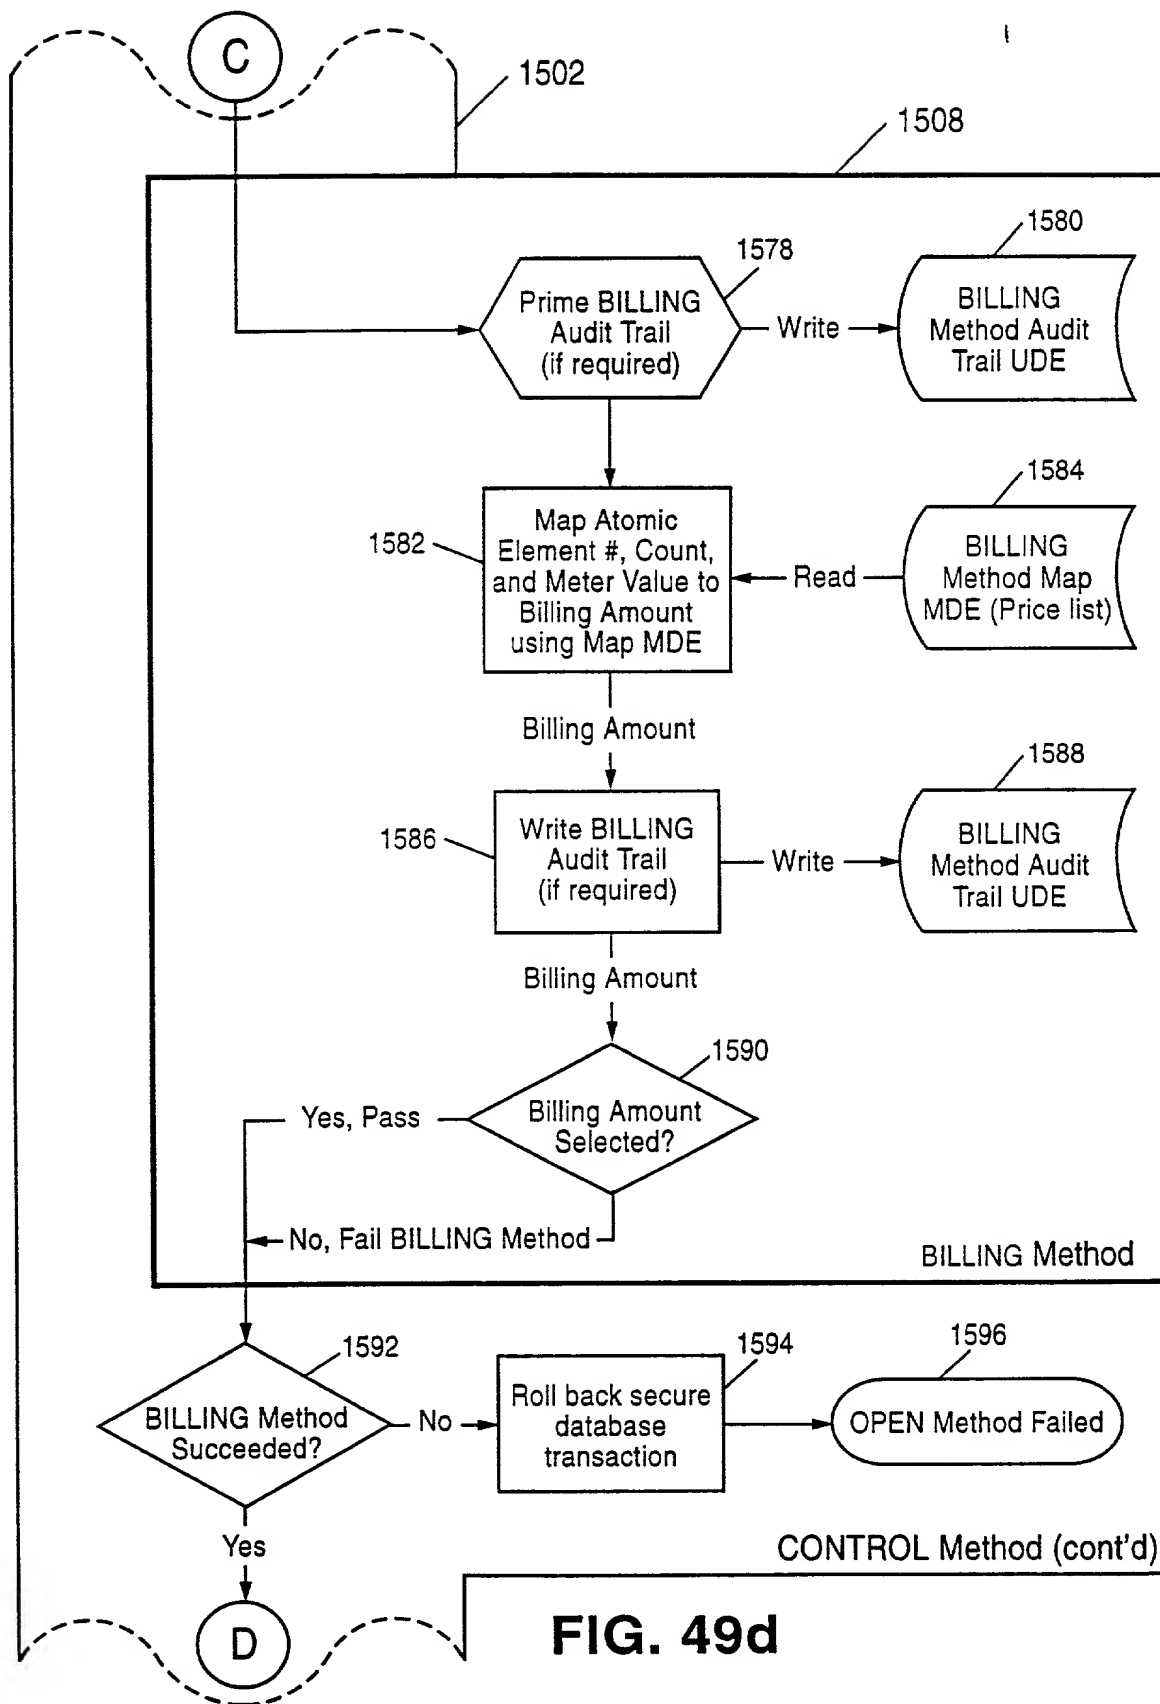 C
1502
1508
1580
1578
Prime BILLING
Audit Trail
(if required)
Write
BILLING
Method Audit
Trail UDE
1584
1582
Map Atomic
Element #, Count,
and Meter Value to
Billing Amount
using Map MDE
Read
BILLING
Method Map
MDE (Price list)
Billing Amount
1588
1586
Write BILLING
Audit Trail
(if required)
Write
BILLING
Method Audit
Trail UDE
Billing Amount
1590
Yes, Pass
Billing Amount
Selected?
No, Fail BILLING Method
BILLING Method
1592
1594
1596
BILLING Method
Succeeded?
No
Roll back secure
database
transaction
OPEN Method Failed
Yes
CONTROL Method (cont'd)
D
FIG. 49d